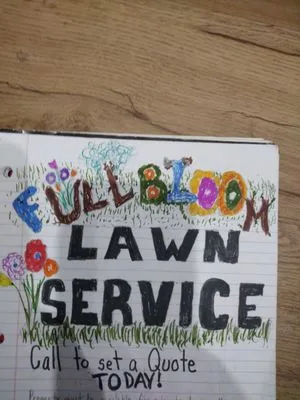 FULL BLOOM
LAWN
SERVICE
Call to set a Quote
TODAY!